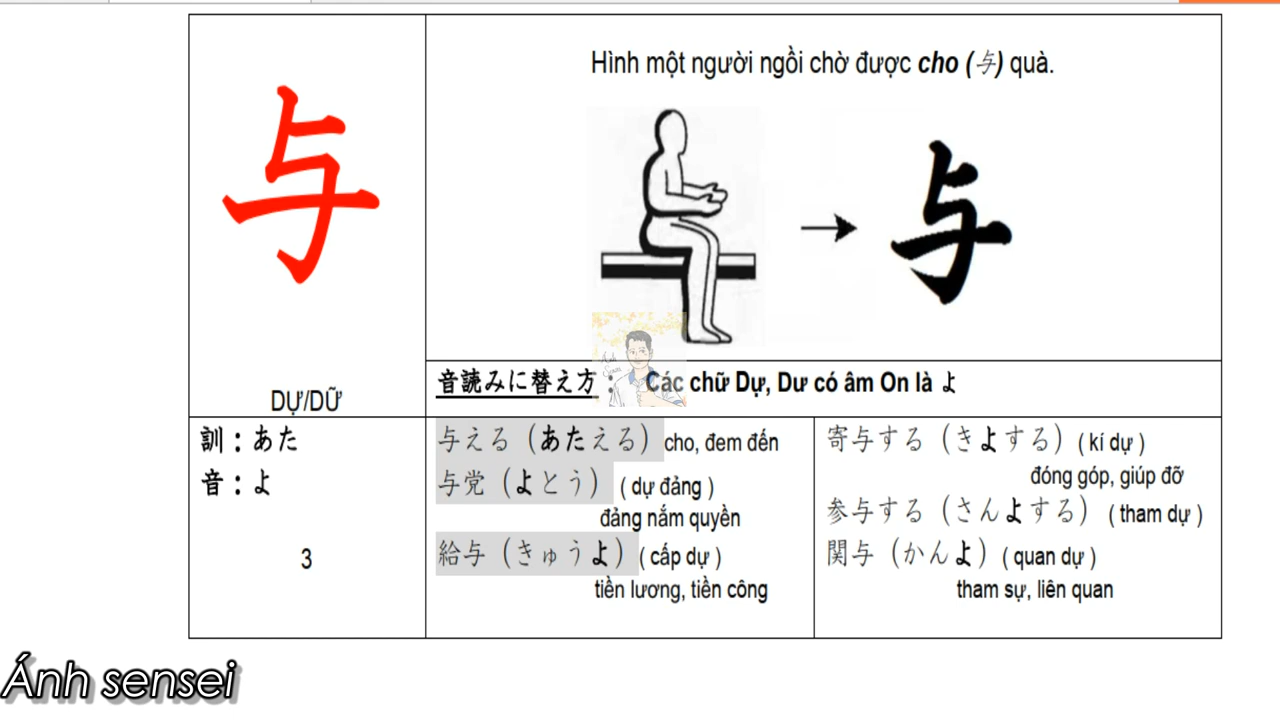 与
DỰ/DỮ
Hình một người ngồi chờ được cho (与) quà.
与
音読みに替え方: Các chữ Dự, Dư có âm On là よ
訓：あた
音：よ
3
与える（あたえる）cho, đem đến
与党（よとう）( dự đảng )
đảng nắm quyền
給与（きゅうよ）( cấp dự )
tiền lương, tiền công
寄与する（きよする）( kí dự )
đóng góp, giúp đỡ
参与する（さんよする）( tham dự )
関与（かんよ）( quan dự )
tham sự, liên quan
Ánh sensei
Ánh sensei